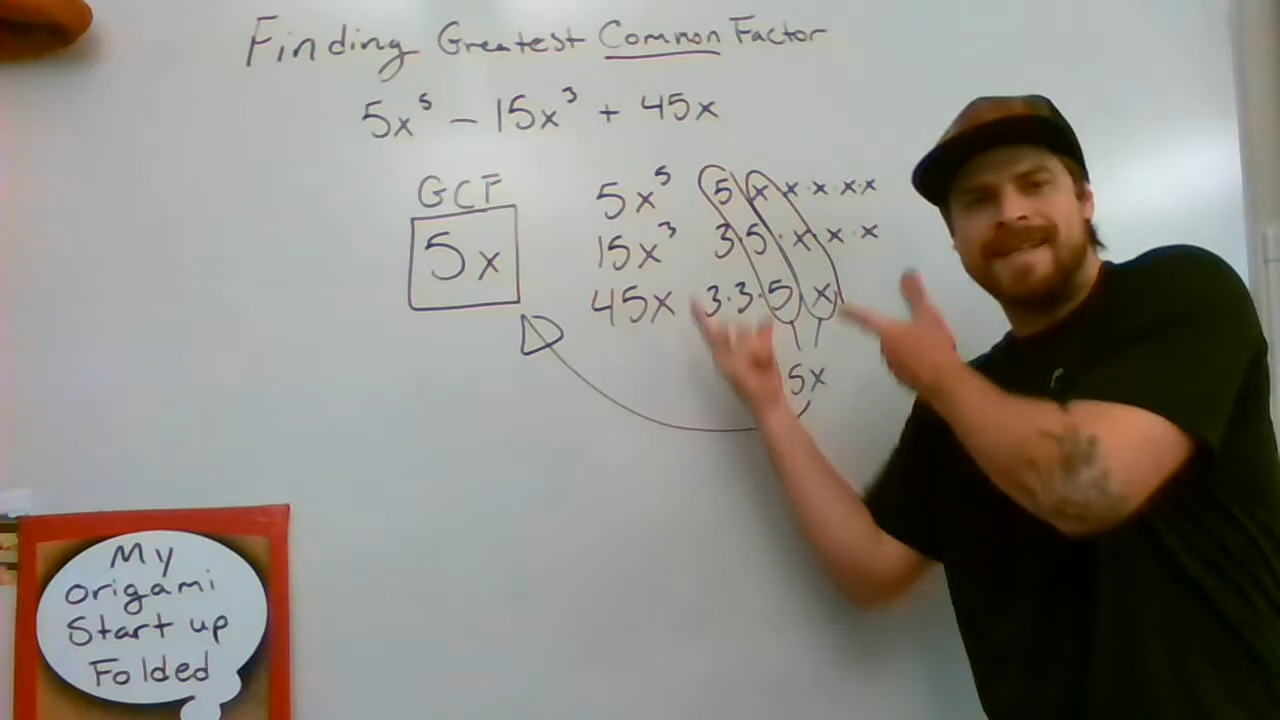 Finding Greatest Common Factor
5x⁵ - 15x³ + 45x
GCF
5x
5x⁵ 5 x x · x · x · x
15x³ 3 5 · x · x · x
45x 3 · 3 · 5 x
5x
My
origami
Start up
Folded